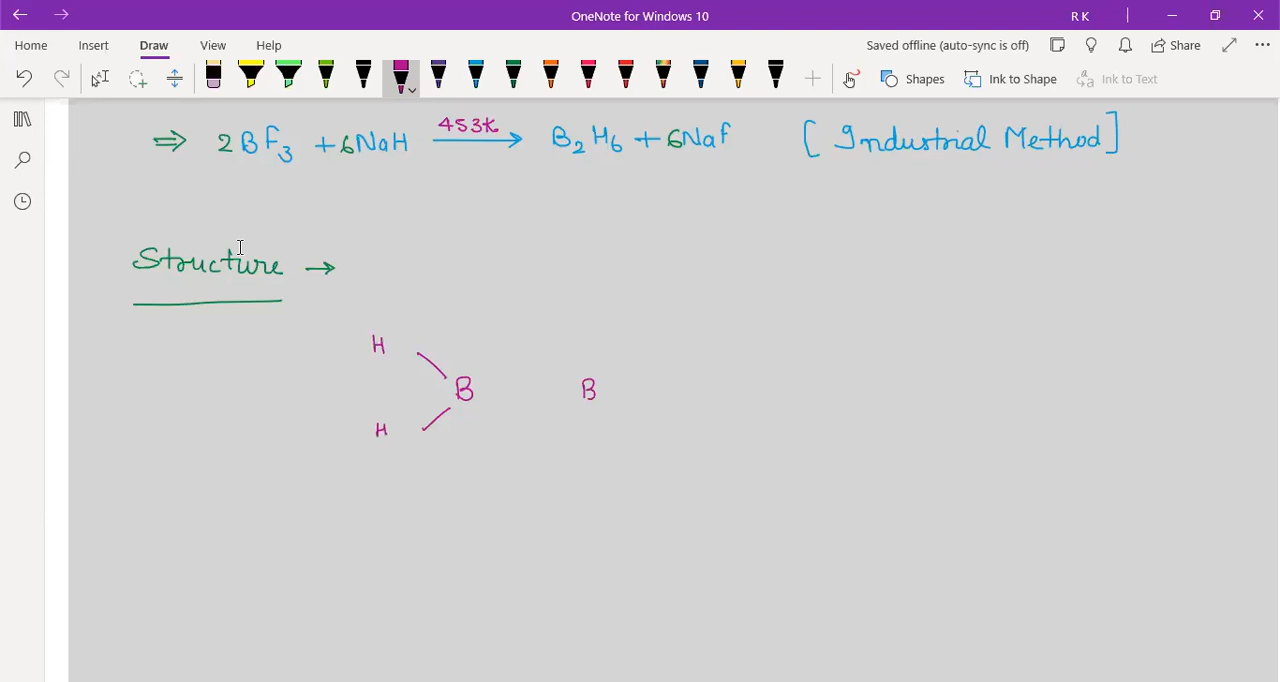 OneNote for Windows 10
R K
Home Insert Draw View Help
Saved offline (auto-sync is off)
Share
Shapes
Ink to Shape
Ink to Text
⇒ 2BF₃ + 6NaH 453K → B₂H₆ + 6NaF [Industrial Method]
Structure →
H
B B
H